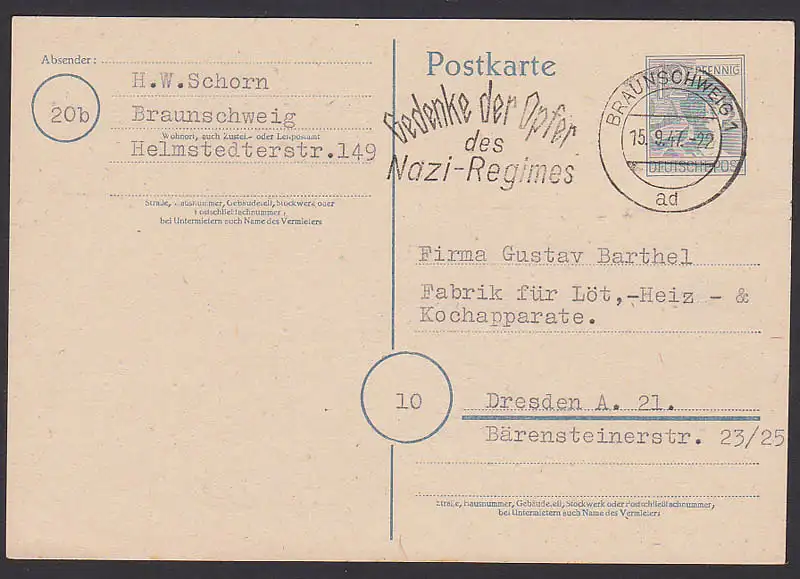 Absender:
H.W.Schorn
20b
Braunschweig
Wohnort, auch Zustell- oder Leitpostamt
Helmstedterstr.149
Straße, Hausnummer, Gebäudeteil, Stockwerk oder
Postschließfachnummer;
bei Untermietern auch Name des Vermieters
Postkarte
Gedenke der Opfer
des
Nazi-Regimes
BRAUNSCHWEIG 1
15.9.47.-22
ad
PFENNIG
DEUTSCHE POST
Firma Gustav Barthel
Fabrik für Löt,-Heiz - &
Kochapparate.
10
Dresden A. 21.
Bärensteinerstr. 23/25
Straße, Hausnummer, Gebäudeteil, Stockwerk oder Postschließfachnummer;
bei Untermietern auch Name des Vermieters